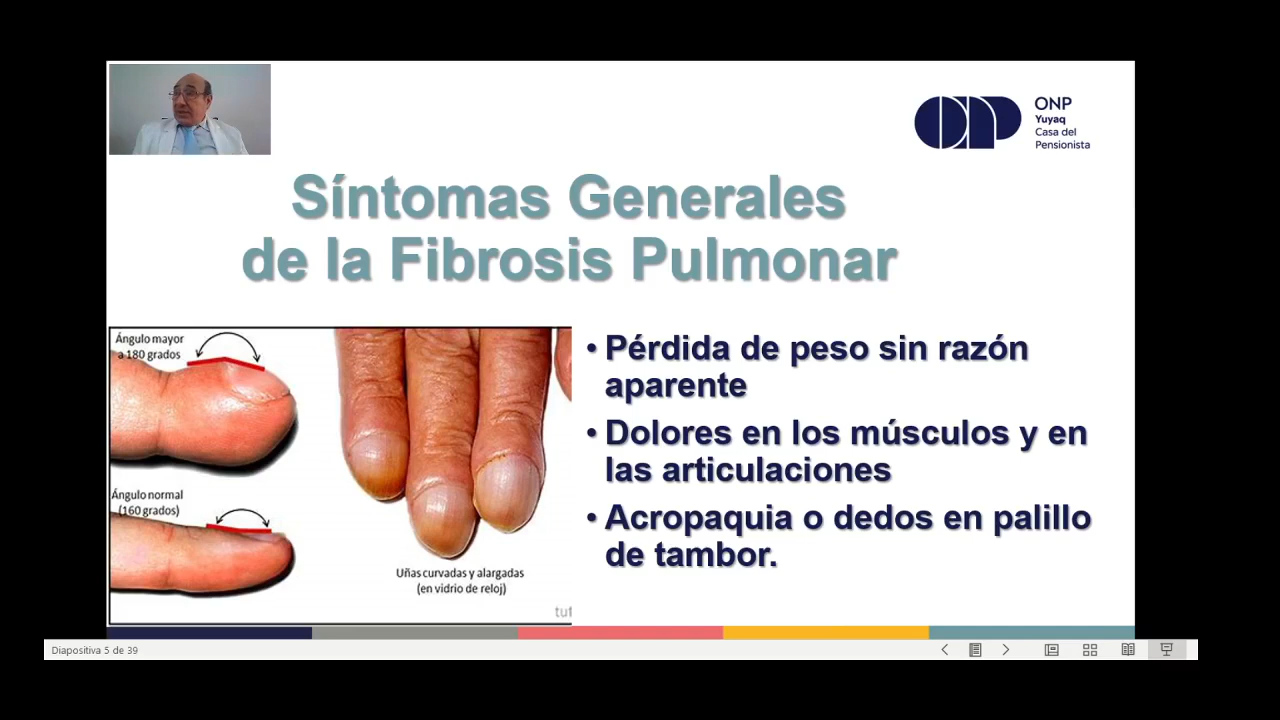 ONP
Yuyaq
Casa del
Pensionista
Síntomas Generales
de la Fibrosis Pulmonar
Ángulo mayor
a 180 grados
Ángulo normal
(160 grados)
Uñas curvadas y alargadas
(en vidrio de reloj)
tut
• Pérdida de peso sin razón
aparente
• Dolores en los músculos y en
las articulaciones
• Acropaquia o dedos en palillo
de tambor.
Diapositiva 5 de 39